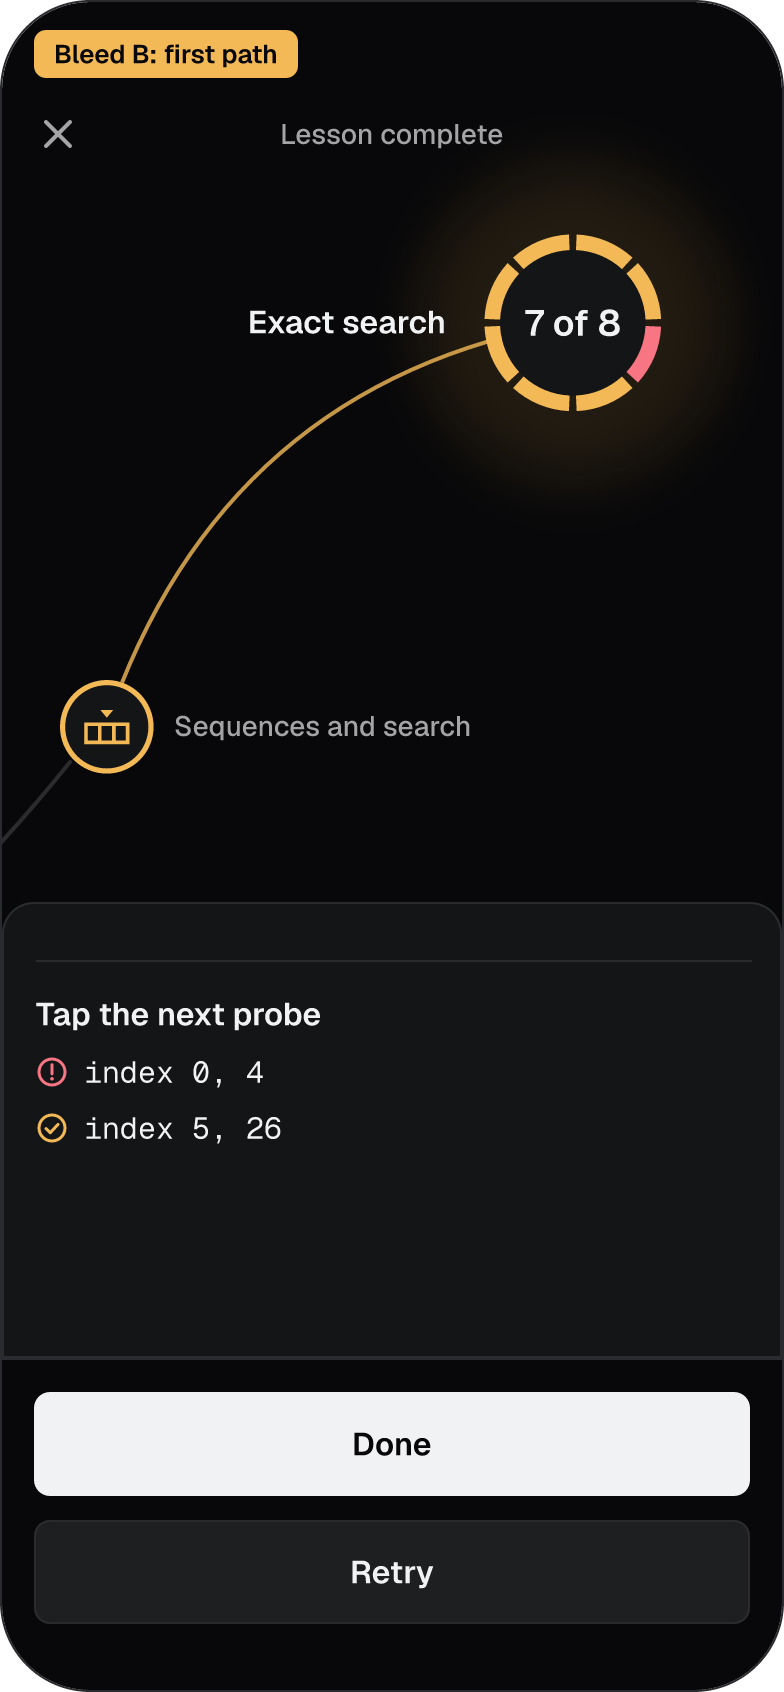 Bleed B: first path
Lesson complete
Exact search
7 of 8
Sequences and search
Tap the next probe
index 0, 4
index 5, 26
Done
Retry